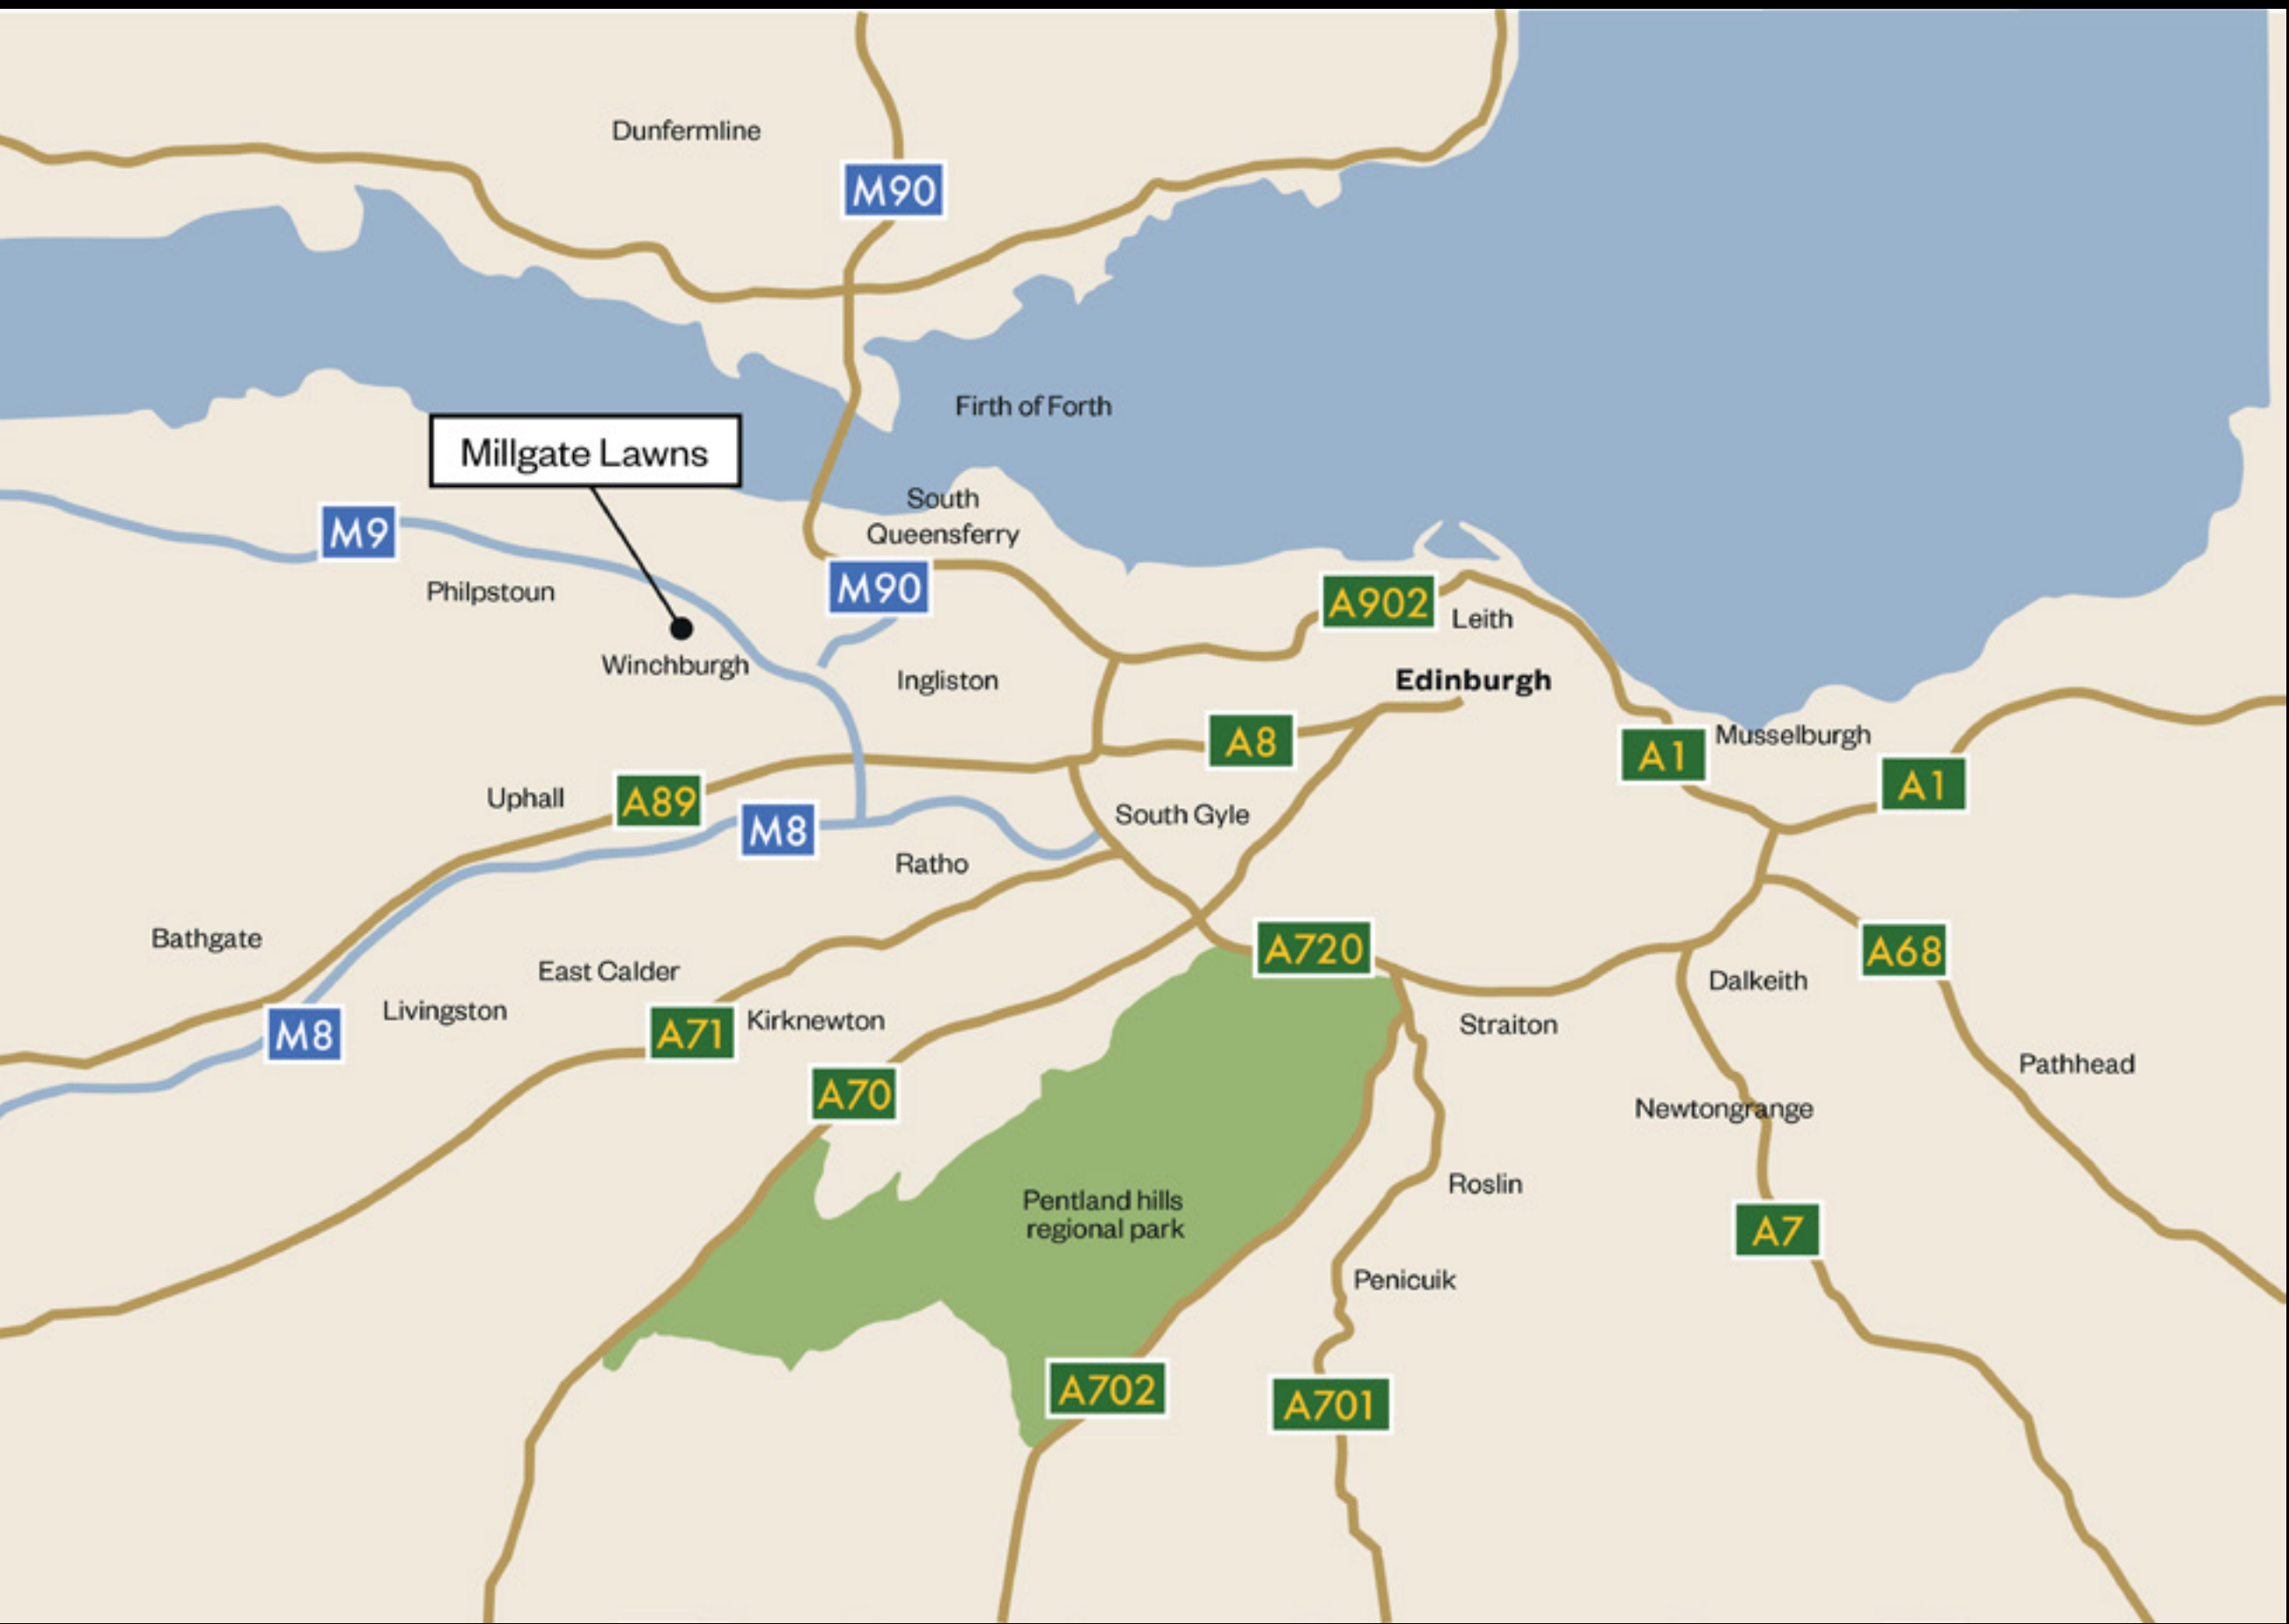 Dunfermline
M90
Firth of Forth
Millgate Lawns
South
Queensferry
M9
M90
Philpstoun
A902
Leith
Winchburgh
Ingliston
Edinburgh
A8
Musselburgh
A1
A1
Uphall
A89
M8
South Gyle
Ratho
Bathgate
A720
A68
East Calder
Dalkeith
Livingston
Kirknewton
Straiton
M8
A71
Pathhead
A70
Newtongrange
Roslin
Pentland hills
regional park
A7
Penicuik
A702
A701